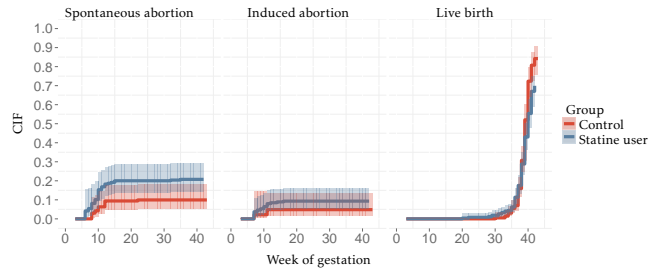 Spontaneous abortion Induced abortion Live birth
1.0
0.9
0.8
0.7
0.6
0.5
0.4
0.3
0.2
0.1
0.0
CIF
0 10 20 30 40 0 10 20 30 40 0 10 20 30 40
Week of gestation
Group
Control
Statine user